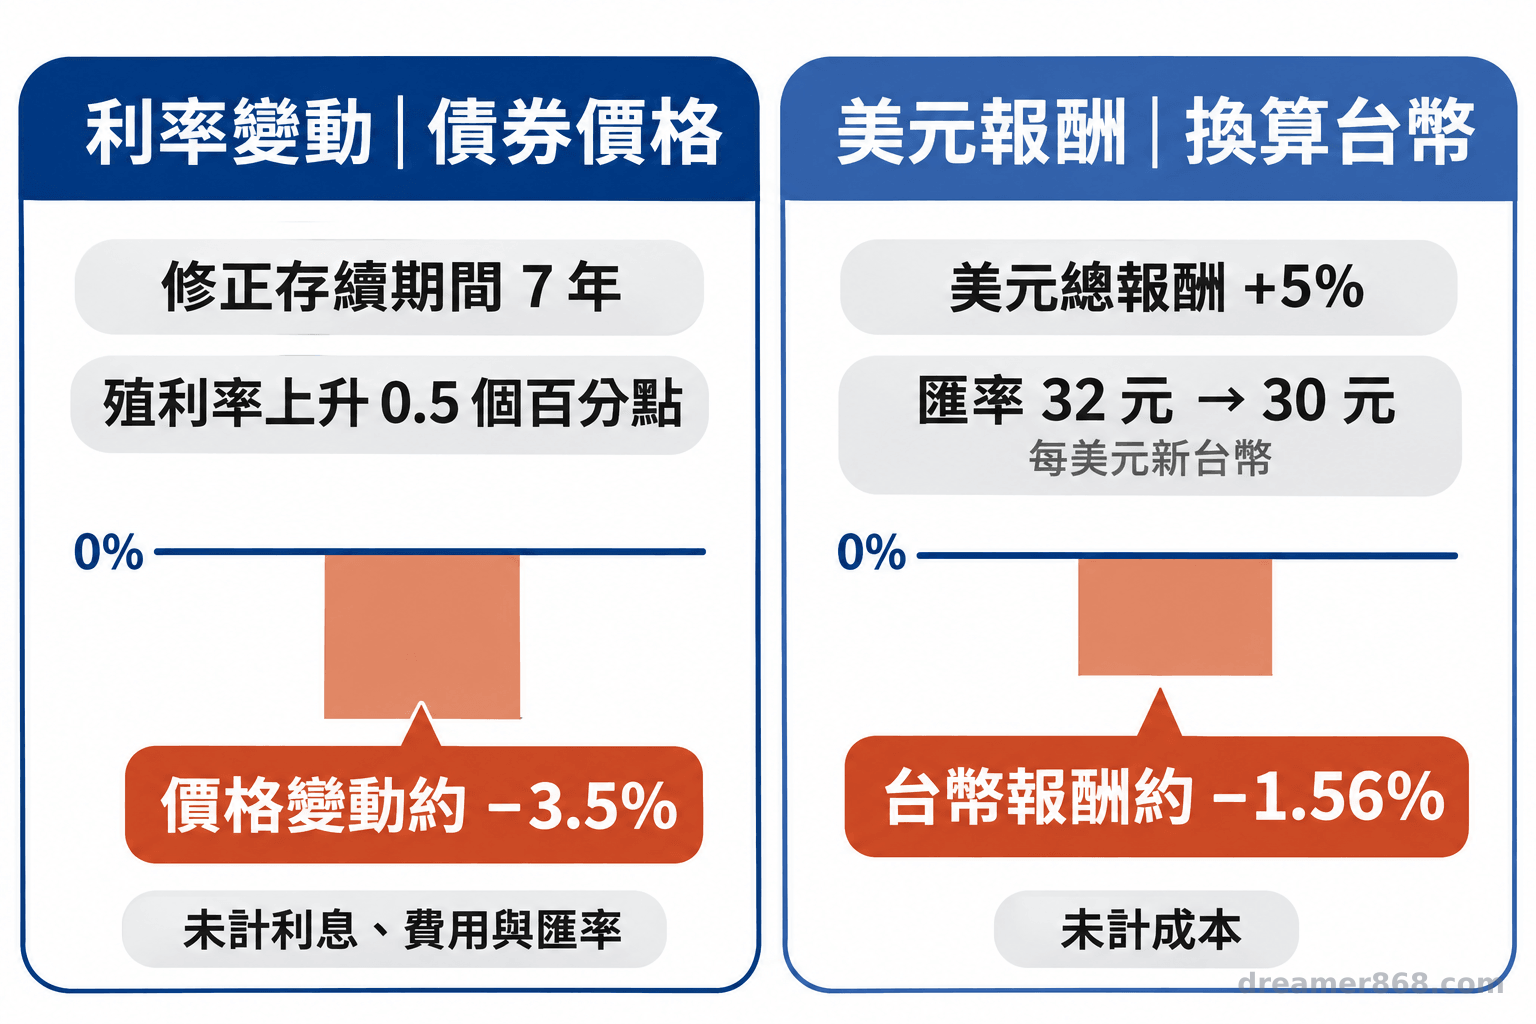 利率變動｜債券價格
修正存續期間 7 年
殖利率上升 0.5 個百分點
0%
價格變動約 −3.5%
未計利息、費用與匯率
美元報酬｜換算台幣
美元總報酬 +5%
匯率 32 元 → 30 元
每美元新台幣
0%
台幣報酬約 −1.56%
未計成本
dreamer868.com